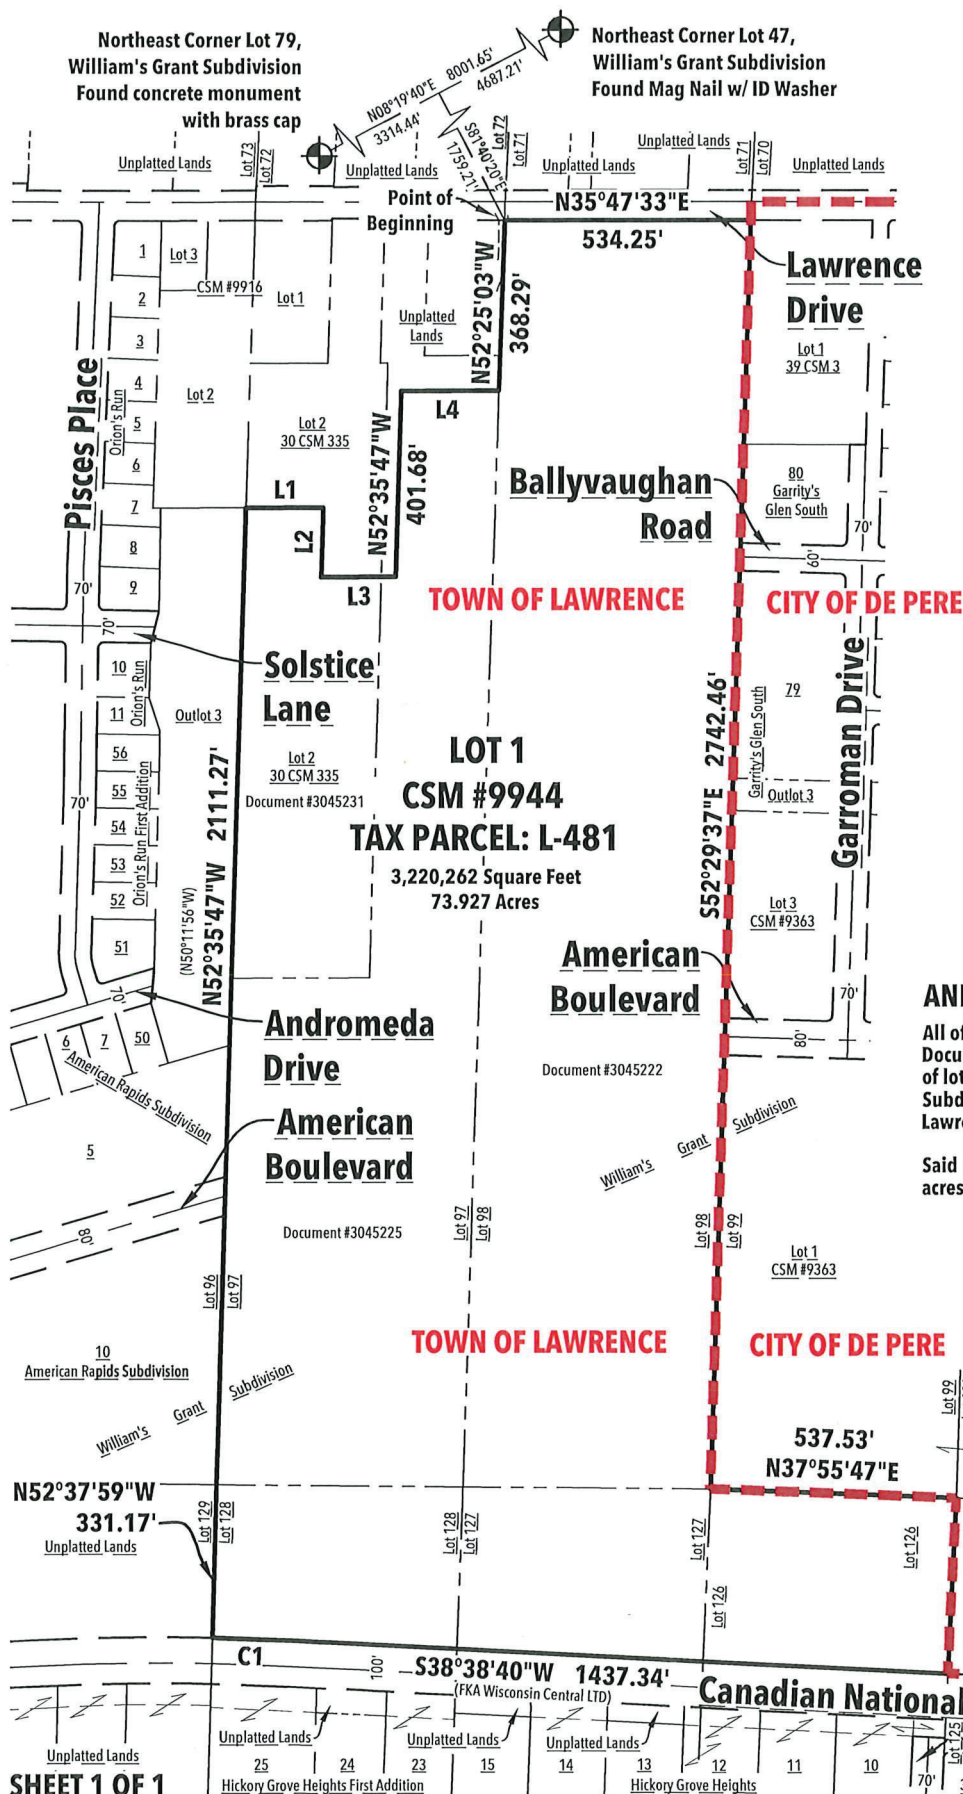 Northeast Corner Lot 79,
William's Grant Subdivision
Found concrete monument
with brass cap
Northeast Corner Lot 47,
William's Grant Subdivision
Found Mag Nail w/ ID Washer
N08°19'40"E 8001.65'
3314.44' 4687.21'
S81°40'20"E
1759.21'
Unplatted Lands
Lot 73
Lot 72
Unplatted Lands
Lot 72
Lot 71
Unplatted Lands
Unplatted Lands
Lot 71
Lot 70
Unplatted Lands
Point of
Beginning
N35°47'33"E
534.25'
Lawrence
Drive
1
2
3
4
5
6
7
8
9
Orion's Run
Pisces Place
Lot 3
CSM #9916
Lot 1
Lot 2
Unplatted
Lands
N52°25'03"W
368.29'
L4
Lot 2
30 CSM 335
N52°35'47"W
401.68'
L1
L2
L3
Lot 1
39 CSM 3
Ballyvaughan
Road
80
Garrity's
Glen South
70'
60'
TOWN OF LAWRENCE
CITY OF DE PERE
70'
70'
Solstice
Lane
10
11
Orion's Run
Outlot 3
56
55
54
53
52
51
Orion's Run First Addition
70'
Lot 2
30 CSM 335
Document #3045231
LOT 1
CSM #9944
TAX PARCEL: L-481
3,220,262 Square Feet
73.927 Acres
N52°35'47"W 2111.27'
(N50°11'56"W)
S52°29'37"E 2742.46'
79
Garrity's Glen South
Outlot 3
Garroman Drive
Lot 3
CSM #9363
American
Boulevard
70'
80'
70'
Andromeda
Drive
6
7
50
American Rapids Subdivision
5
American
Boulevard
80'
Document #3045222
William's Grant Subdivision
ANI
All of
Docu
of lot
Subd
Lawr
Said
acres
Document #3045225
Lot 97
Lot 98
Lot 98
Lot 99
Lot 96
Lot 97
Lot 1
CSM #9363
TOWN OF LAWRENCE
CITY OF DE PERE
10
American Rapids Subdivision
William's Grant Subdivision
Lot 99
537.53'
N37°55'47"E
N52°37'59"W
331.17'
Unplatted Lands
Lot 129
Lot 128
Lot 128
Lot 127
Lot 127
Lot 126
Lot 126
C1
100'
S38°38'40"W 1437.34'
(FKA Wisconsin Central LTD)
Canadian National
Unplatted Lands
Unplatted Lands
Unplatted Lands
Unplatted Lands
Lot 125
25
24
23
15
14
13
12
11
10
70'
Hickory Grove Heights First Addition
Hickory Grove Heights
SHEET 1 OF 1